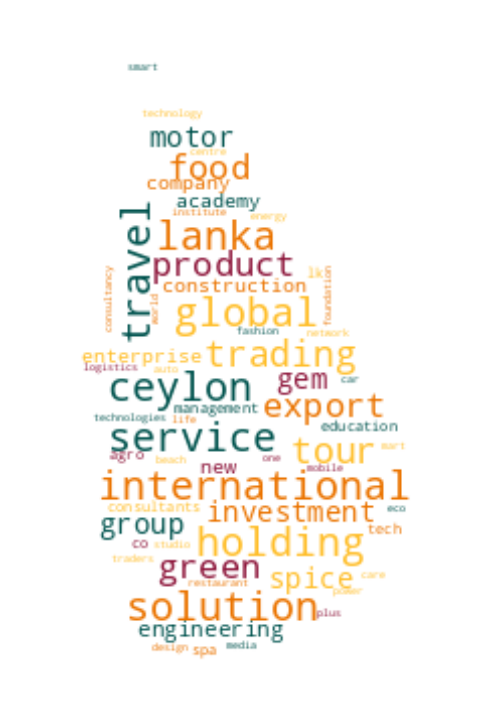 smart
technology
motor
centre
food
company
academy
institute
energy
travel
lanka
product
consultancy
world
construction
lk
foundation
global
fashion
network
enterprise
trading
logistics
auto
ceylon
gem
car
management
export
technologies
life
education
service
tour
mart
agro
beach
new
one
mobile
international
consultants
investment
eco
group
tech
co
studio
holding
traders
green
spice
care
restaurant
power
solution
plus
engineering
design
spa
media